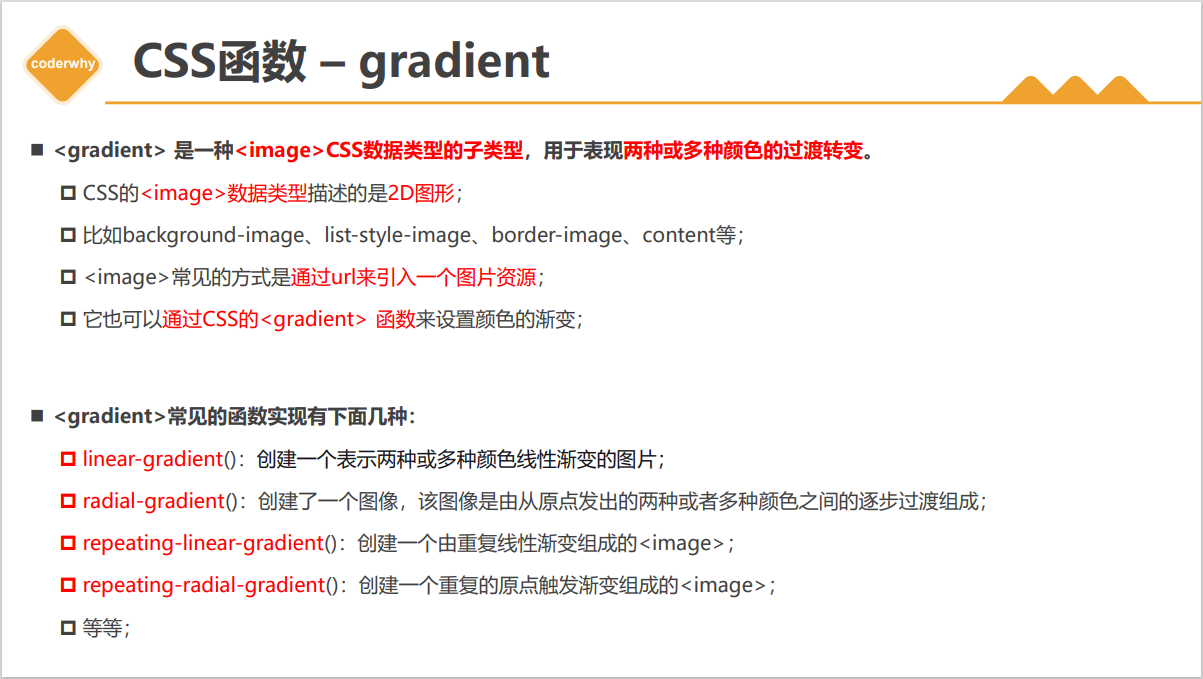 coderwhy
CSS函数 – gradient
<gradient> 是一种<image>CSS数据类型的子类型，用于表现两种或多种颜色的过渡转变。
CSS的<image>数据类型描述的是2D图形；
比如background-image、list-style-image、border-image、content等；
<image>常见的方式是通过url来引入一个图片资源；
它也可以通过CSS的<gradient> 函数来设置颜色的渐变；
<gradient>常见的函数实现有下面几种：
linear-gradient()：创建一个表示两种或多种颜色线性渐变的图片；
radial-gradient()：创建了一个图像，该图像是由从原点发出的两种或者多种颜色之间的逐步过渡组成；
repeating-linear-gradient()：创建一个由重复线性渐变组成的<image>；
repeating-radial-gradient()：创建一个重复的原点触发渐变组成的<image>；
等等；